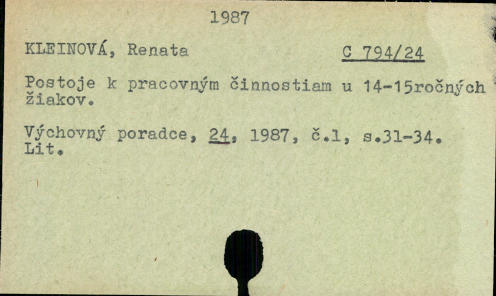 1987
KLEINOVÁ, Renata C 794/24
Postoje k pracovným činnostiam u 14-15ročných
žiakov.
Výchovný poradce, 24, 1987, č.1, s.31-34.
Lit.